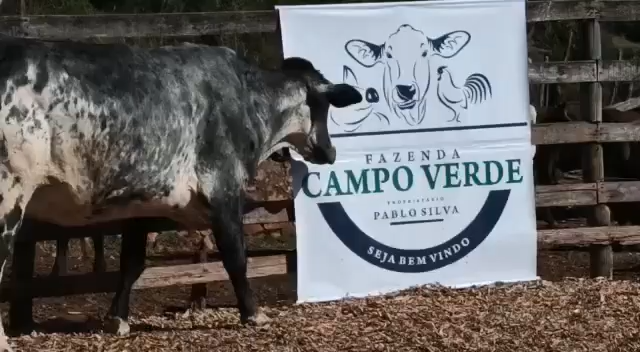 FAZENDA
CAMPO VERDE
PROPRIETÁRIO
PABLO SILVA
SEJA BEM VINDO